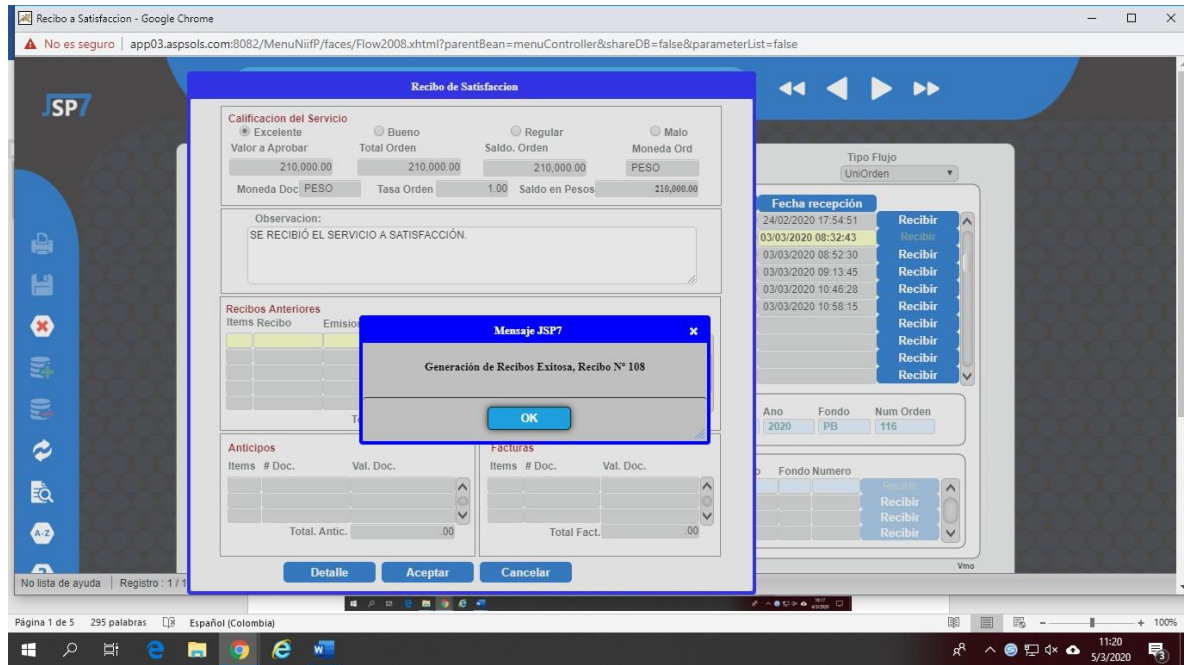 Recibo a Satisfaccion - Google Chrome
No es seguro | app03.aspsols.com:8082/MenuNiifP/faces/Flow2008.xhtml?parentBean=menuController&shareDB=false&parameterList=false
JSP7
Recibo de Satisfaccion
Calificacion del Servicio
Excelente Bueno Regular Malo
Valor a Aprobar Total Orden Saldo. Orden Moneda Ord
210,000.00 210,000.00 210,000.00 PESO
Moneda Doc PESO Tasa Orden 1.00 Saldo en Pesos 210,000.00
Observacion:
SE RECIBIÓ EL SERVICIO A SATISFACCIÓN.
Recibos Anteriores
Items Recibo
Mensaje JSP7
Generación de Recibos Exitosa, Recibo N° 108
OK
Anticipos
Items # Doc. Val. Doc.
Total. Antic. .00
Facturas
Items # Doc. Val. Doc.
Total Fact. .00
Detalle Aceptar Cancelar
Tipo Flujo
UniOrden
Fecha recepción
24/02/2020 17:54:51 Recibir
03/03/2020 08:32:43 Recibir
03/03/2020 08:52:30 Recibir
03/03/2020 09:13:45 Recibir
03/03/2020 10:46:28 Recibir
03/03/2020 10:58:15 Recibir
Recibir
Recibir
Recibir
Recibir
Ano Fondo Num Orden
2020 PB 116
Fondo Numero
Recibir
Recibir
Recibir
Recibir
Vmo
A-Z
No lista de ayuda Registro : 1 / 1
Página 1 de 5 295 palabras Español (Colombia) 100%
11:20
5/3/2020